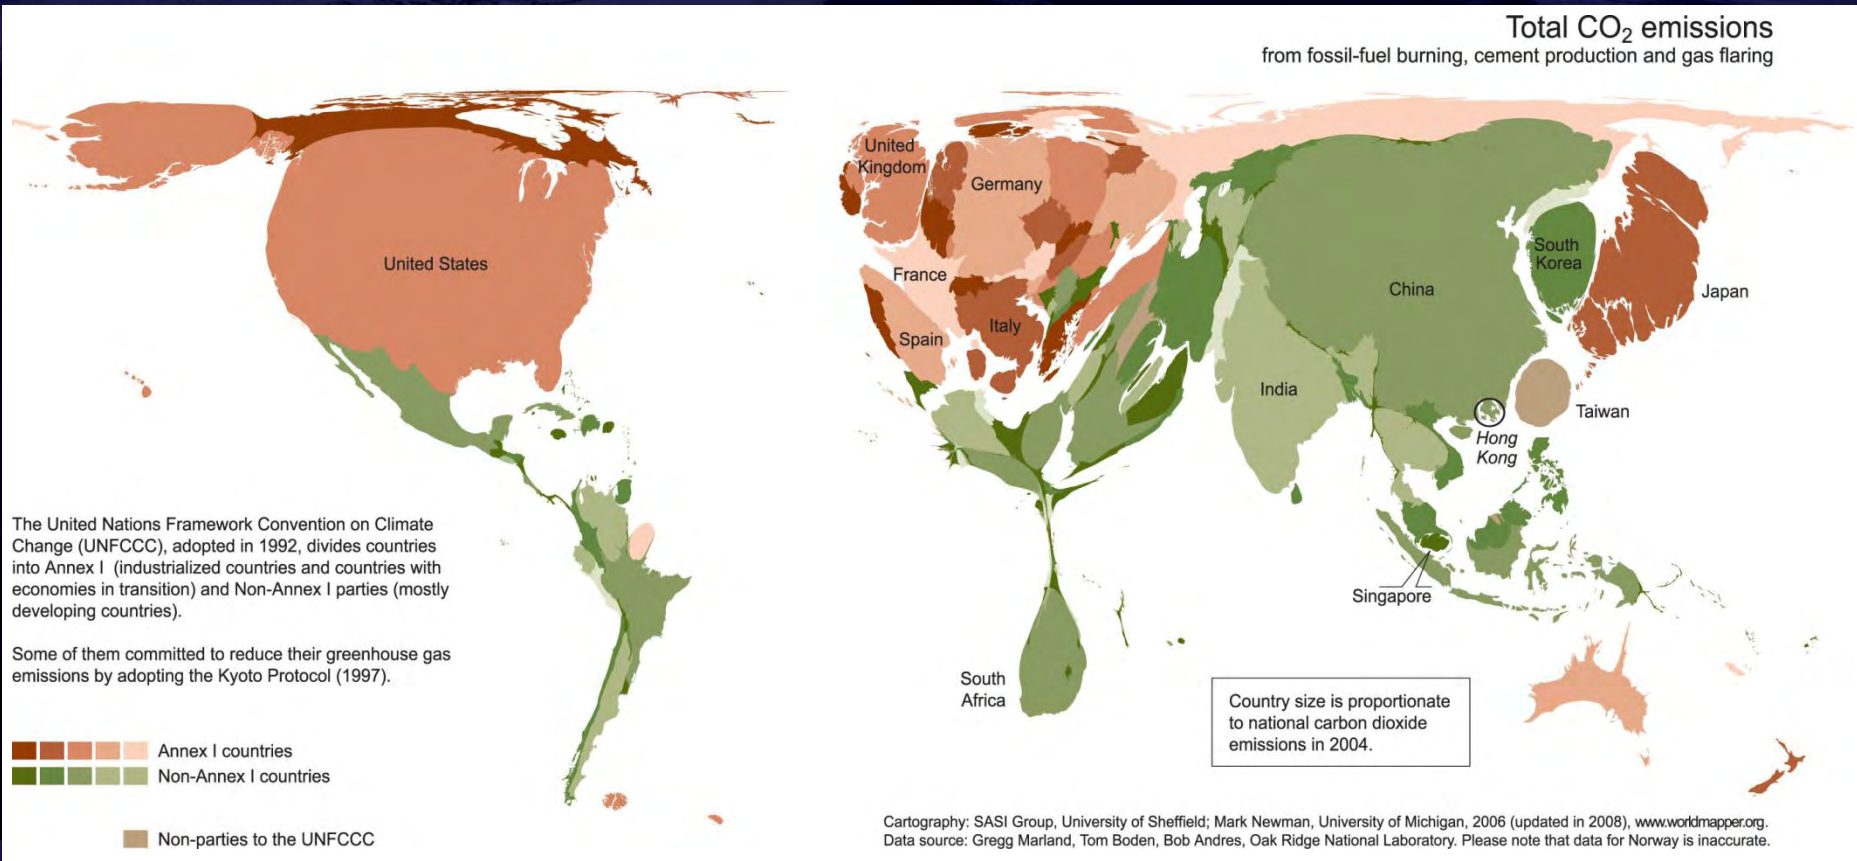 Total CO₂ emissions
from fossil-fuel burning, cement production and gas flaring
United
Kingdom
Germany
United States
France
Spain
Italy
China
South
Korea
Japan
India
Taiwan
Hong
Kong
Singapore
South
Africa
The United Nations Framework Convention on Climate
Change (UNFCCC), adopted in 1992, divides countries
into Annex I (industrialized countries and countries with
economies in transition) and Non-Annex I parties (mostly
developing countries).
Some of them committed to reduce their greenhouse gas
emissions by adopting the Kyoto Protocol (1997).
Annex I countries
Non-Annex I countries
Non-parties to the UNFCCC
Country size is proportionate
to national carbon dioxide
emissions in 2004.
Cartography: SASI Group, University of Sheffield; Mark Newman, University of Michigan, 2006 (updated in 2008), www.worldmapper.org.
Data source: Gregg Marland, Tom Boden, Bob Andres, Oak Ridge National Laboratory. Please note that data for Norway is inaccurate.